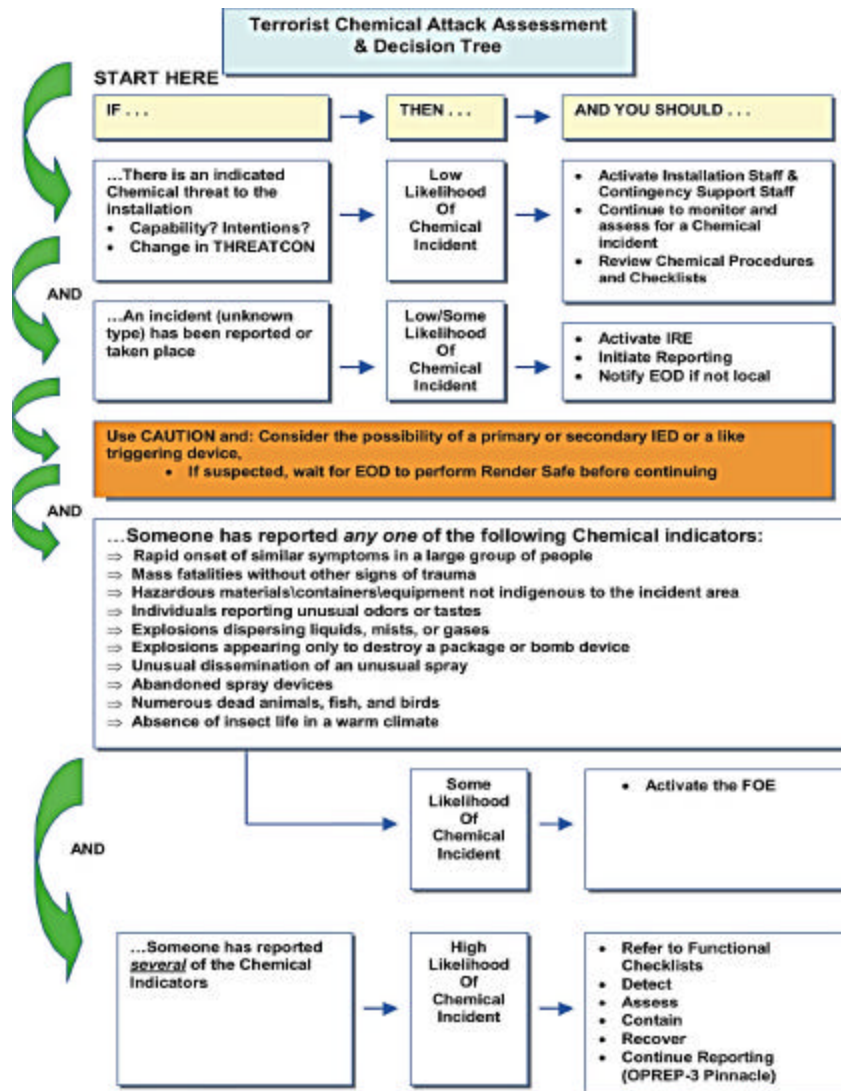 Terrorist Chemical Attack Assessment
& Decision Tree
START HERE
IF . . .
THEN . . .
AND YOU SHOULD . . .
…There is an indicated
Chemical threat to the
installation
• Capability? Intentions?
• Change in THREATCON
Low
Likelihood
Of
Chemical
Incident
• Activate Installation Staff &
Contingency Support Staff
• Continue to monitor and
assess for a Chemical
incident
• Review Chemical Procedures
and Checklists
AND
…An incident (unknown
type) has been reported or
taken place
Low/Some
Likelihood
Of
Chemical
Incident
• Activate IRE
• Initiate Reporting
• Notify EOD if not local
Use CAUTION and: Consider the possibility of a primary or secondary IED or a like
triggering device,
• If suspected, wait for EOD to perform Render Safe before continuing
AND
…Someone has reported any one of the following Chemical indicators:
⇒ Rapid onset of similar symptoms in a large group of people
⇒ Mass fatalities without other signs of trauma
⇒ Hazardous materials\containers\equipment not indigenous to the incident area
⇒ Individuals reporting unusual odors or tastes
⇒ Explosions dispersing liquids, mists, or gases
⇒ Explosions appearing only to destroy a package or bomb device
⇒ Unusual dissemination of an unusual spray
⇒ Abandoned spray devices
⇒ Numerous dead animals, fish, and birds
⇒ Absence of insect life in a warm climate
Some
Likelihood
Of
Chemical
Incident
• Activate the FOE
AND
…Someone has reported
several of the Chemical
Indicators
High
Likelihood
Of
Chemical
Incident
• Refer to Functional
Checklists
• Detect
• Assess
• Contain
• Recover
• Continue Reporting
(OPREP-3 Pinnacle)